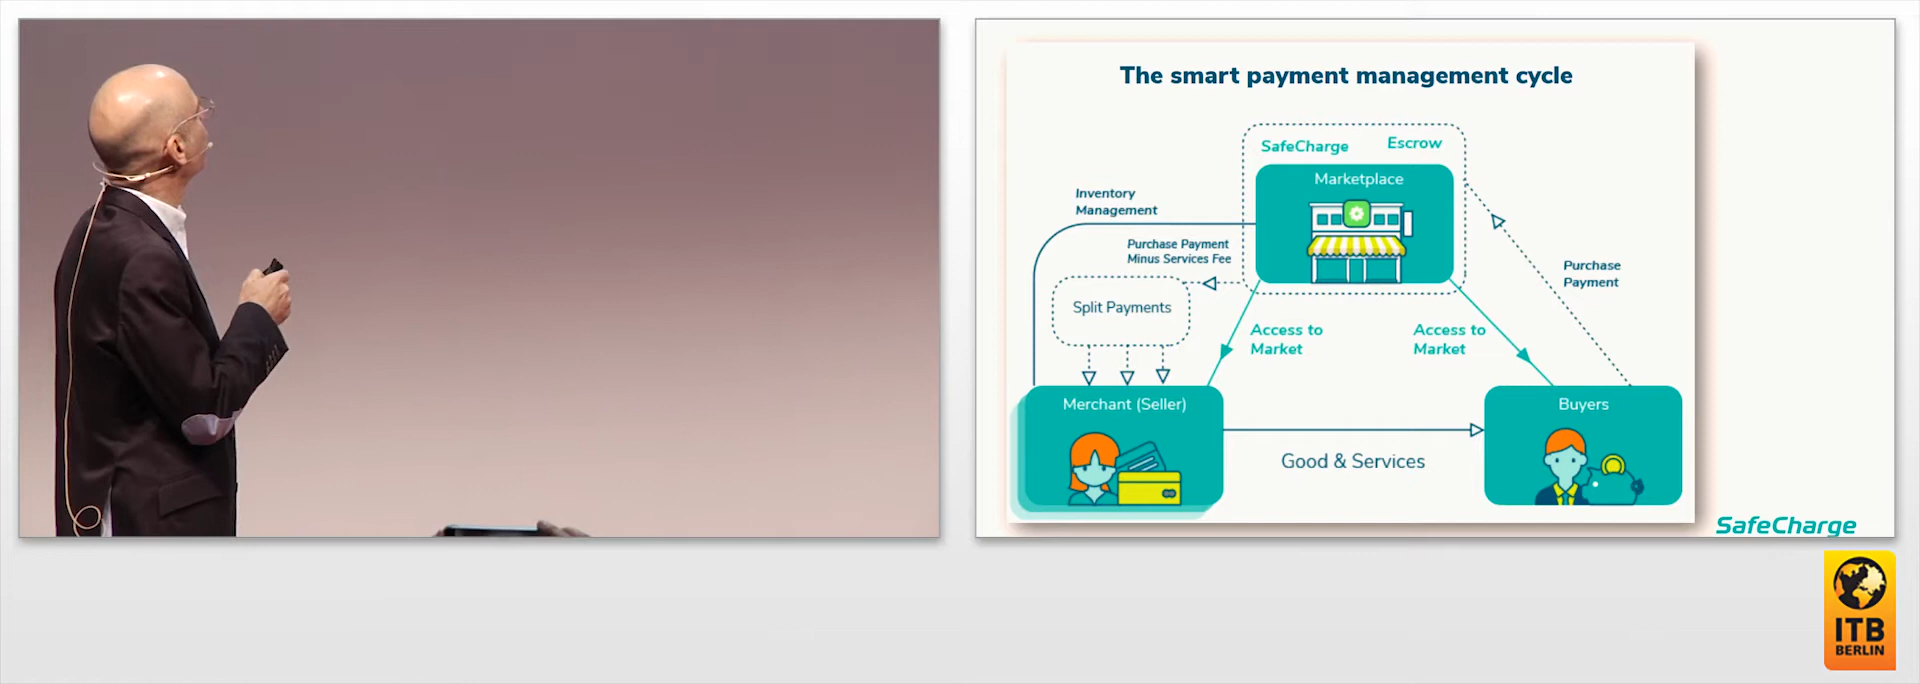 The smart payment management cycle
SafeCharge
Escrow
Marketplace
Inventory
Management
Purchase Payment
Minus Services Fee
Purchase
Payment
Split Payments
Access to
Market
Access to
Market
Merchant (Seller)
Buyers
Good & Services
SafeCharge
ITB
BERLIN